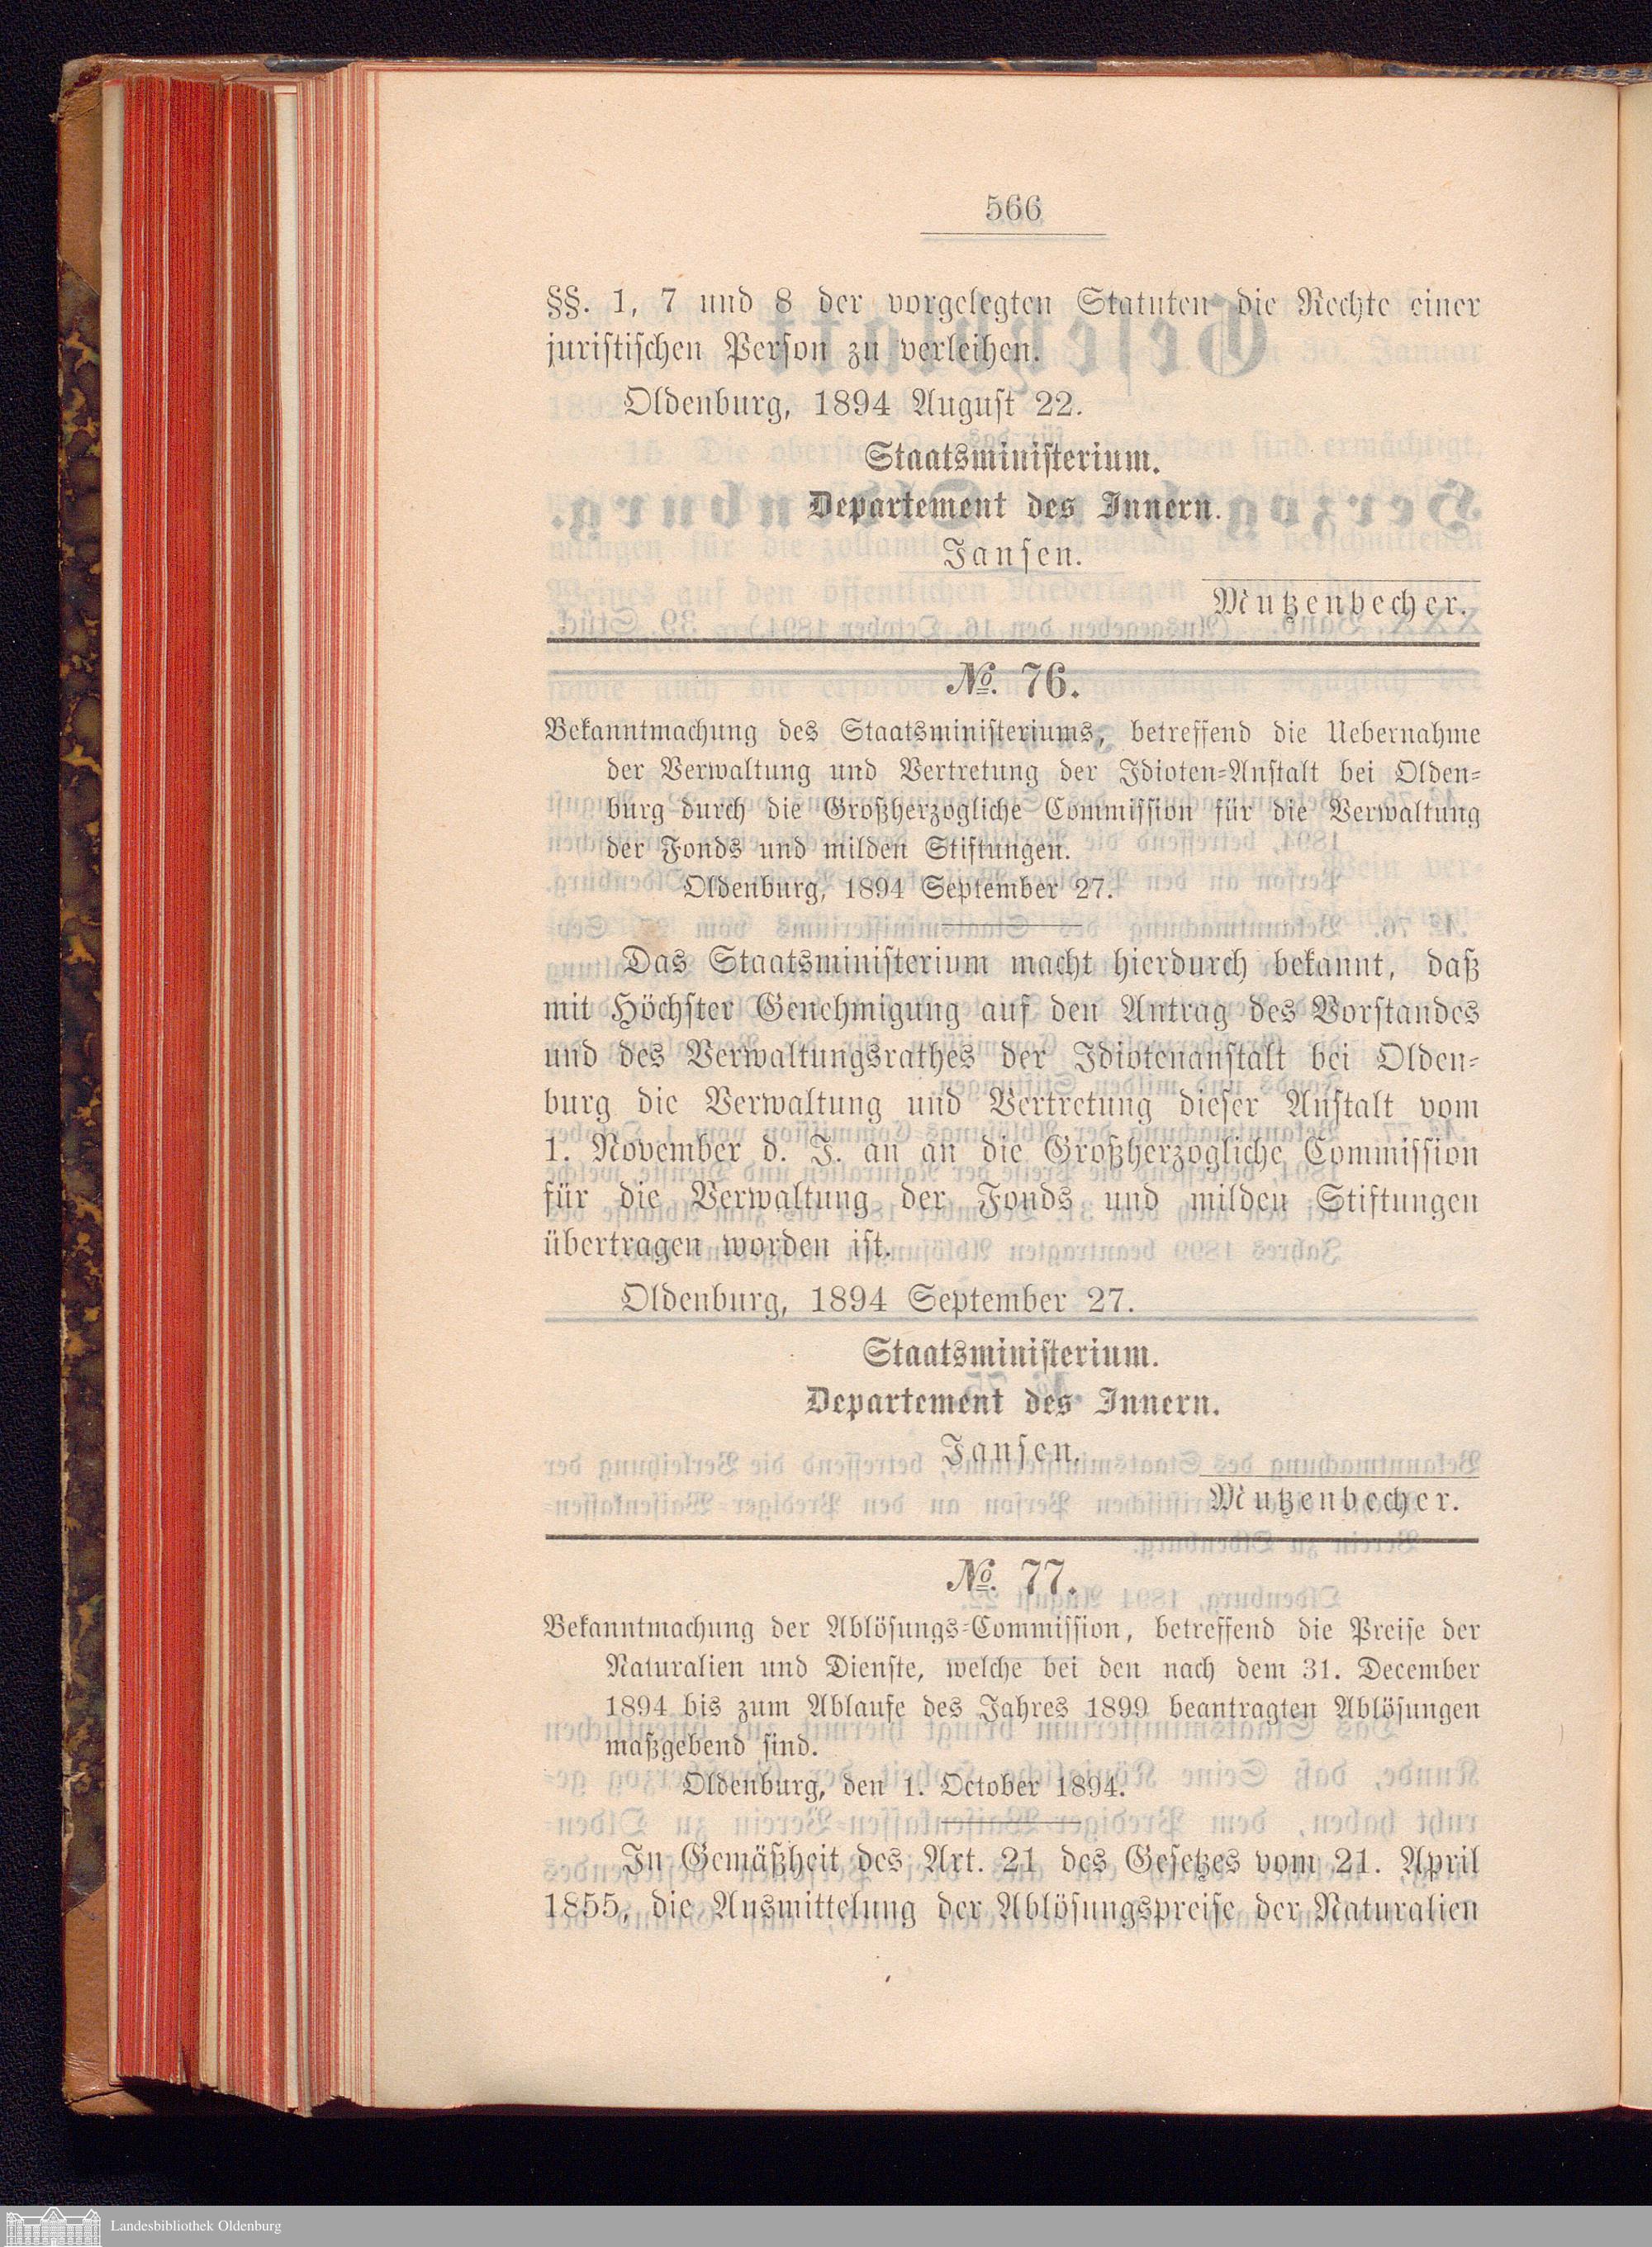 566
§§. 1, 7 und 8 der vorgelegten Statuten die Rechte einer
juristischen Person zu verleihen.
Oldenburg, 1894 August 22.
Staatsministerium.
Departement des Innern.
Jansen.
Mutzenbecher.
№. 76.
Bekanntmachung des Staatsministeriums, betreffend die Uebernahme
der Verwaltung und Vertretung der Idioten-Anstalt bei Olden-
burg durch die Großherzogliche Commission für die Verwaltung
der Fonds und milden Stiftungen.
Oldenburg, 1894 September 27.
Das Staatsministerium macht hierdurch bekannt, daß
mit Höchster Genehmigung auf den Antrag des Vorstandes
und des Verwaltungsrathes der Idiotenanstalt bei Olden-
burg die Verwaltung und Vertretung dieser Anstalt vom
1. November d. J. an an die Großherzogliche Commission
für die Verwaltung der Fonds und milden Stiftungen
übertragen worden ist.
Oldenburg, 1894 September 27.
Staatsministerium.
Departement des Innern.
Jansen.
Mutzenbecher.
№. 77.
Bekanntmachung der Ablösungs-Commission, betreffend die Preise der
Naturalien und Dienste, welche bei den nach dem 31. December
1894 bis zum Ablaufe des Jahres 1899 beantragten Ablösungen
maßgebend sind.
Oldenburg, den 1. October 1894.
In Gemäßheit des Art. 21 des Gesetzes vom 21. April
1855, die Ausmittelung der Ablösungspreise der Naturalien
Landesbibliothek Oldenburg